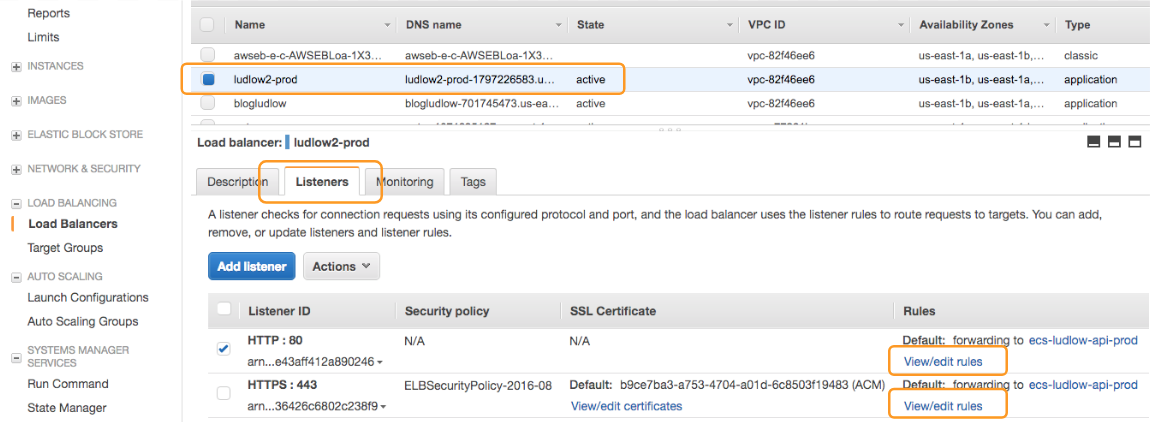 Reports
Limits
INSTANCES
IMAGES
ELASTIC BLOCK STORE
NETWORK & SECURITY
LOAD BALANCING
Load Balancers
Target Groups
AUTO SCALING
Launch Configurations
Auto Scaling Groups
SYSTEMS MANAGER
SERVICES
Run Command
State Manager
Name DNS name State VPC ID Availability Zones Type
awseb-e-c-AWSEBLoa-1X3... awseb-e-c-AWSEBLoa-1X3... vpc-82f46ee6 us-east-1a, us-east-1b,... classic
ludlow2-prod ludlow2-prod-1797226583.u... active vpc-82f46ee6 us-east-1b, us-east-1a,... application
blogludlow blogludlow-701745473.us-ea... active vpc-82f46ee6 us-east-1b, us-east-1a,... application
Load balancer: ludlow2-prod
Description Listeners Monitoring Tags
A listener checks for connection requests using its configured protocol and port, and the load balancer uses the listener rules to route requests to targets. You can add,
remove, or update listeners and listener rules.
Add listener Actions
Listener ID Security policy SSL Certificate Rules
HTTP : 80 N/A N/A Default: forwarding to ecs-ludlow-api-prod
arn...e43aff412a890246 View/edit rules
HTTPS : 443 ELBSecurityPolicy-2016-08 Default: b9ce7ba3-a753-4704-a01d-6c8503f19483 (ACM) Default: forwarding to ecs-ludlow-api-prod
arn...36426c6802c238f9 View/edit certificates View/edit rules